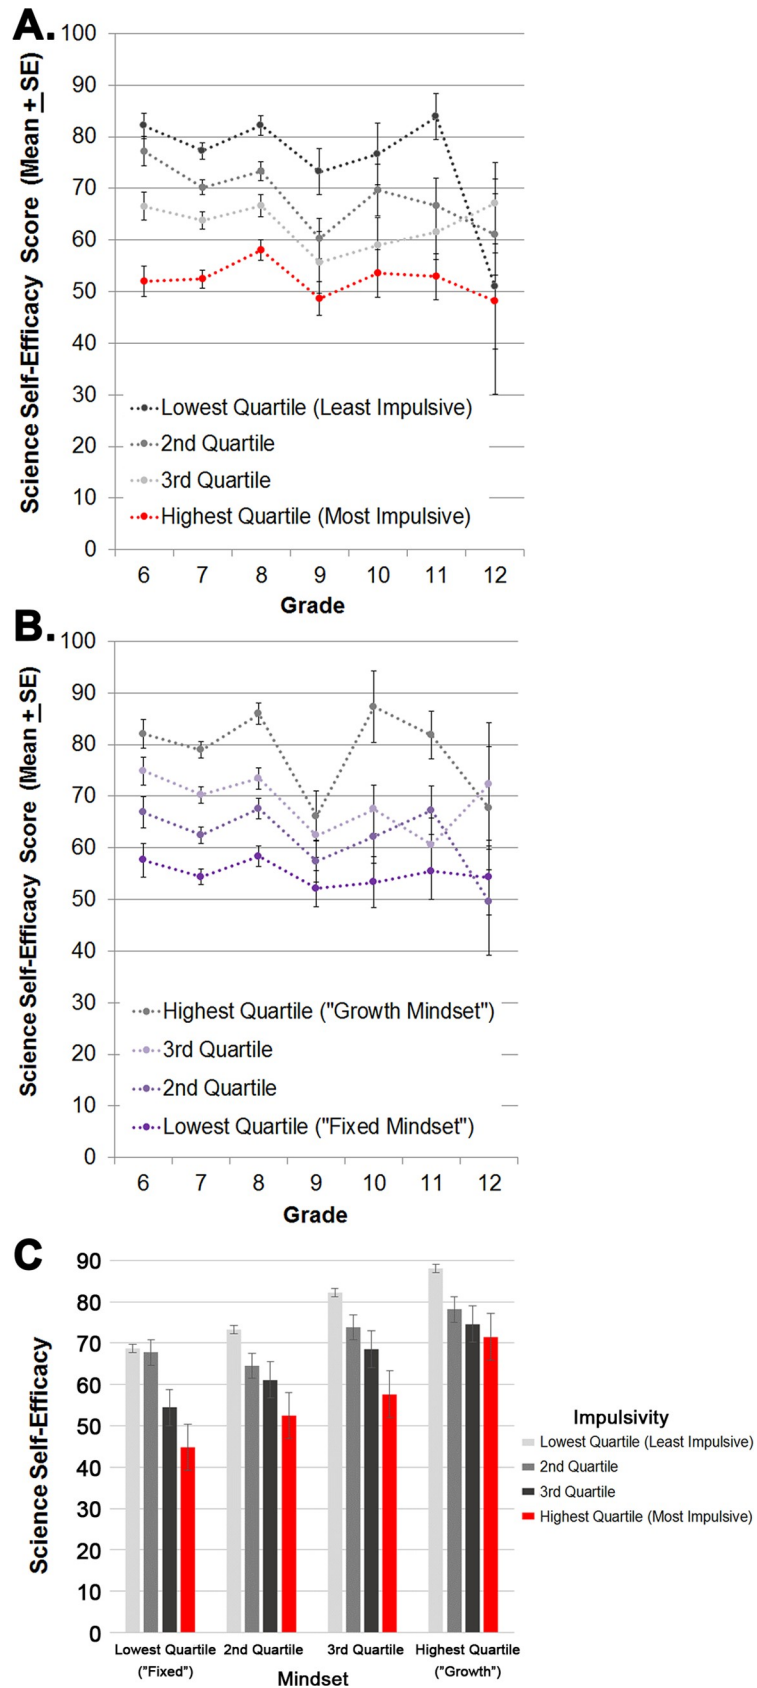 A.
Science Self-Efficacy Score (Mean ± SE)
100
90
80
70
60
50
40
30
20
10
0
Lowest Quartile (Least Impulsive)
2nd Quartile
3rd Quartile
Highest Quartile (Most Impulsive)
6 7 8 9 10 11 12
Grade
B.
Science Self-Efficacy Score (Mean ± SE)
100
90
80
70
60
50
40
30
20
10
0
Highest Quartile ("Growth Mindset")
3rd Quartile
2nd Quartile
Lowest Quartile ("Fixed Mindset")
6 7 8 9 10 11 12
Grade
C
Science Self-Efficacy
90
80
70
60
50
40
30
20
10
0
Lowest Quartile 2nd Quartile 3rd Quartile Highest Quartile
("Fixed") ("Growth")
Mindset
Impulsivity
Lowest Quartile (Least Impulsive)
2nd Quartile
3rd Quartile
Highest Quartile (Most Impulsive)